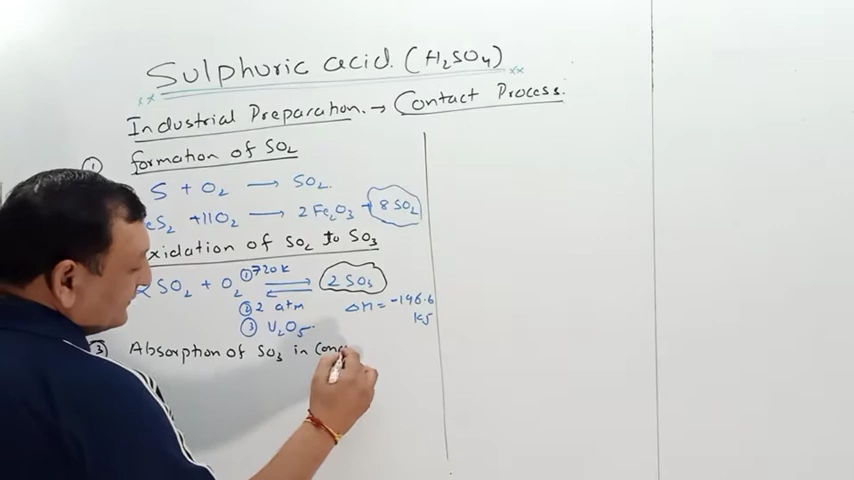 Sulphuric acid. (H₂SO₄)
Industrial Preparation. → Contact Process.
① formation of SO₂
S + O₂ → SO₂.
eS₂ + 11O₂ → 2Fe₂O₃ + 8SO₂
xidation of SO₂ to SO₃
2SO₂ + O₂ ⇌ 2SO₃
① 720 K
② 2 atm
③ V₂O₅.
ΔH = -196.6
KJ
③ Absorption of SO₃ in Conc